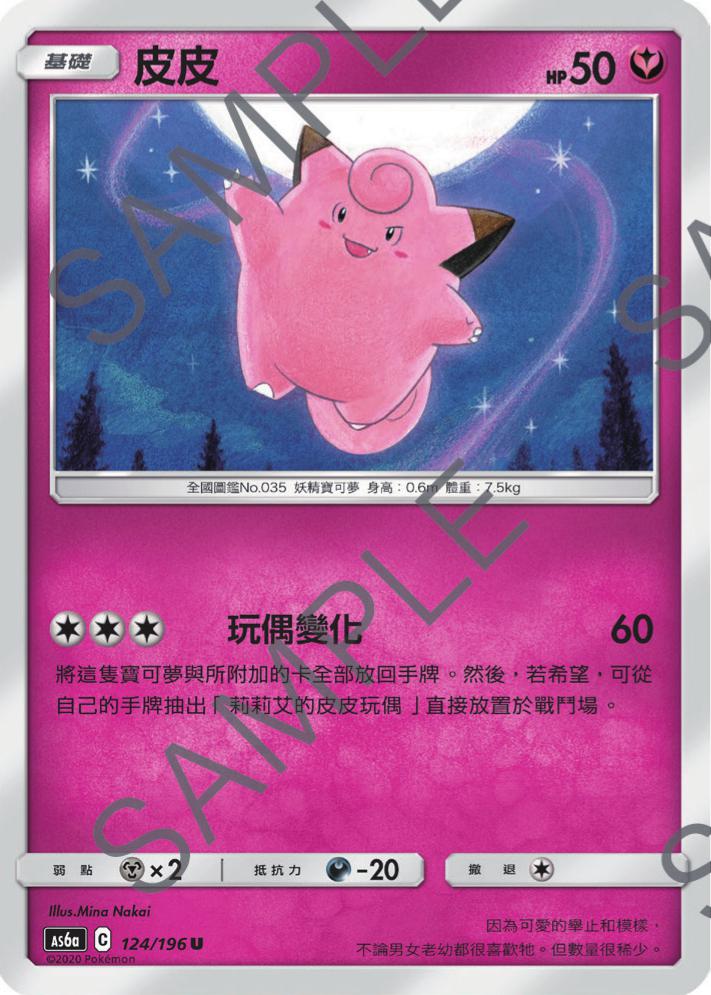 基礎
皮皮
HP 50
全國圖鑑No.035 妖精寶可夢 身高：0.6m 體重：7.5kg
玩偶變化 60
將這隻寶可夢與所附加的卡全部放回手牌。然後，若希望，可從
自己的手牌抽出「莉莉艾的皮皮玩偶」直接放置於戰鬥場。
弱點 ×2 抵抗力 -20 撤退
Illus.Mina Nakai
因為可愛的舉止和模樣，
AS6a C 124/196 U
不論男女老幼都很喜歡牠。但數量很稀少。
©2020 Pokémon
SAMPLE
SAMPLE